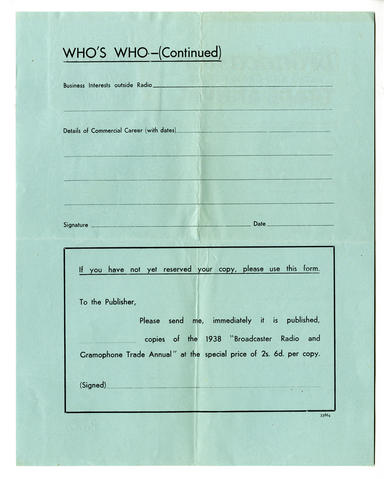 WHO'S WHO—(Continued)
Business Interests outside Radio
Details of Commercial Career (with dates)
Signature Date
If you have not yet reserved your copy, please use this form.
To the Publisher,
Please send me, immediately it is published,
copies of the 1938 "Broadcaster Radio and
Gramophone Trade Annual" at the special price of 2s. 6d. per copy.
(Signed)